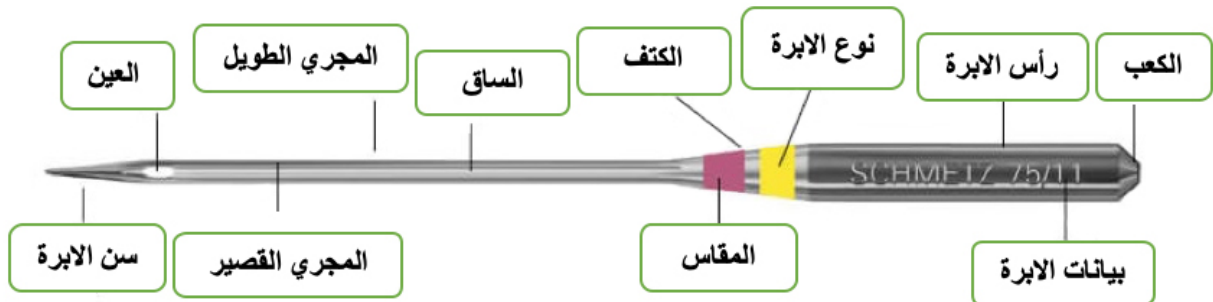 نوع الابرة
الكتف
المجري الطويل
رأس الابرة
الكعب
الساق
العين
SCHMETZ 75/11
سن الابرة
المجري القصير
المقاس
بيانات الابرة